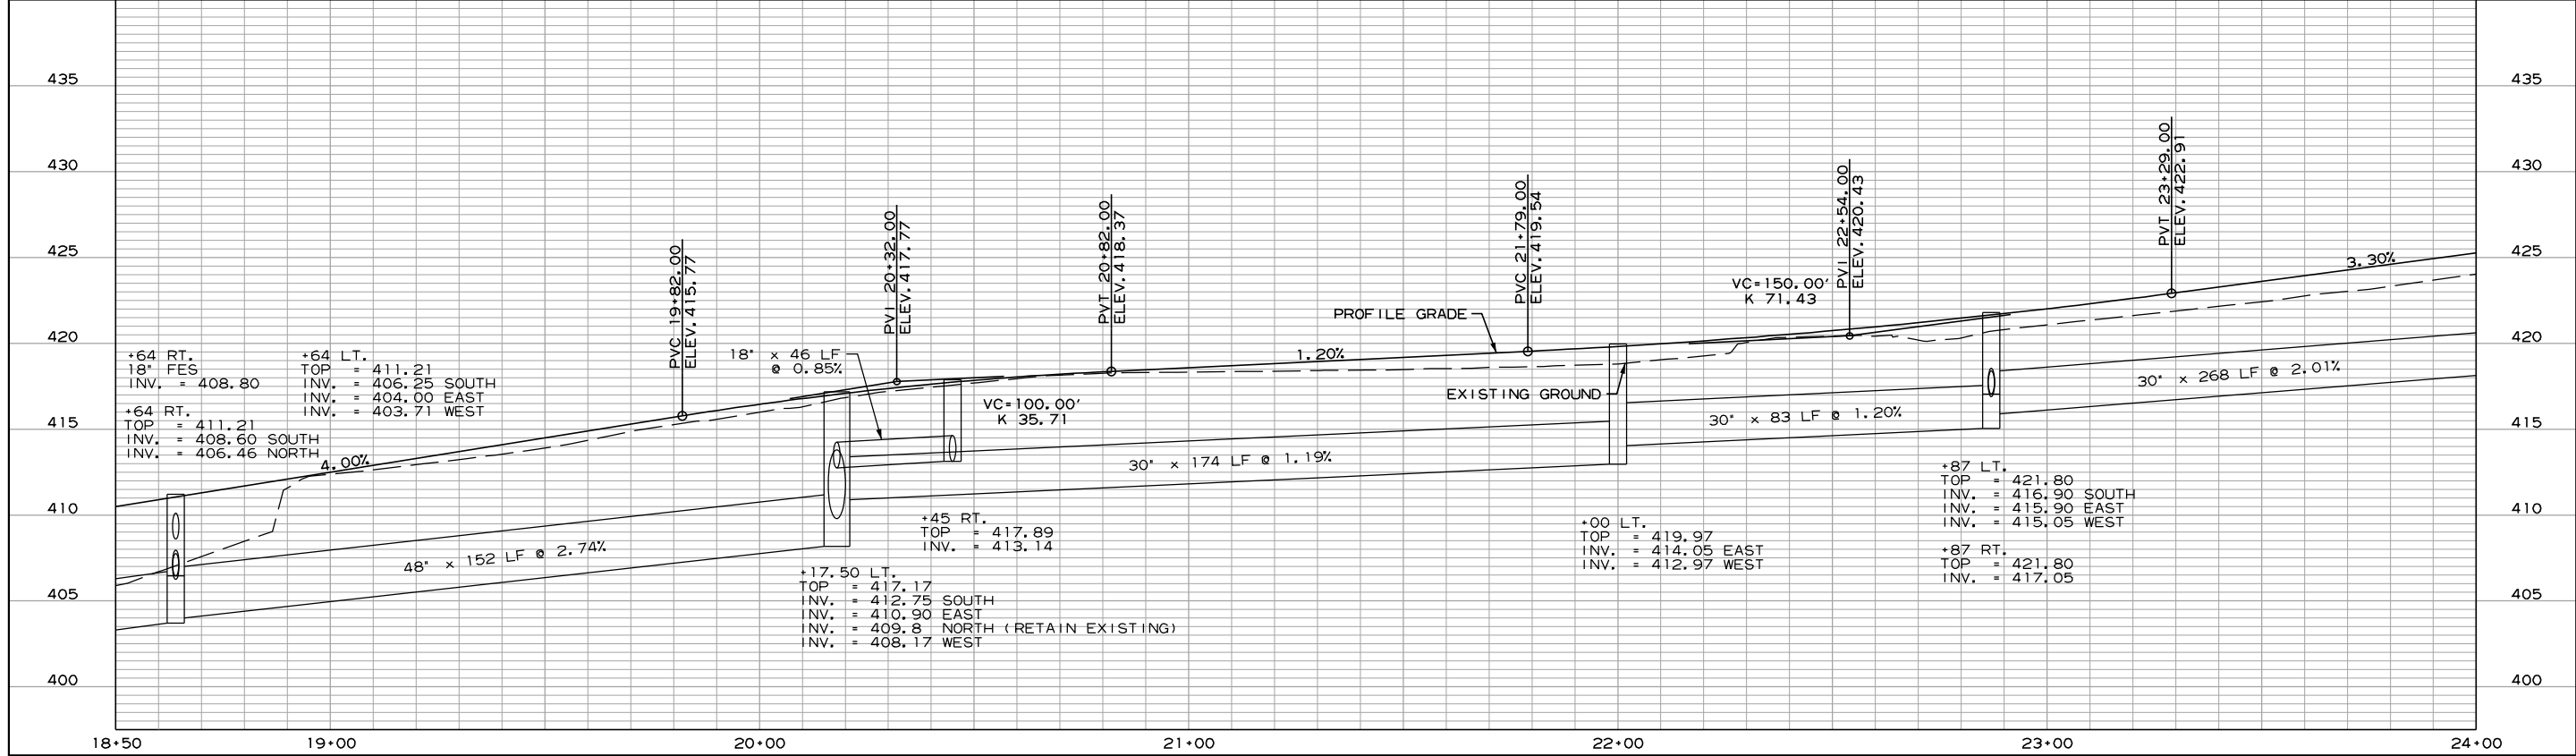 435
430
425
420
415
410
405
400
+64 RT.
18" FES
INV. = 408.80
+64 RT.
TOP = 411.21
INV. = 408.60 SOUTH
INV. = 406.46 NORTH
+64 LT.
TOP = 411.21
INV. = 406.25 SOUTH
INV. = 404.00 EAST
INV. = 403.71 WEST
4.00%
48" x 152 LF @ 2.74%
PVC 19+82.00
ELEV.415.77
18" x 46 LF
@ 0.85%
PVI 20+32.00
ELEV.417.77
VC=100.00'
K 35.71
PVT 20+82.00
ELEV.418.37
30" x 174 LF @ 1.19%
+45 RT.
TOP = 417.89
INV. = 413.14
+17.50 LT.
TOP = 417.17
INV. = 412.75 SOUTH
INV. = 410.90 EAST
INV. = 409.8 NORTH (RETAIN EXISTING)
INV. = 408.17 WEST
1.20%
PROFILE GRADE
EXISTING GROUND
PVC 21+79.00
ELEV.419.54
VC=150.00'
K 71.43
PVI 22+54.00
ELEV.420.43
30" x 83 LF @ 1.20%
+00 LT.
TOP = 419.97
INV. = 414.05 EAST
INV. = 412.97 WEST
+87 LT.
TOP = 421.80
INV. = 416.90 SOUTH
INV. = 415.90 EAST
INV. = 415.05 WEST
+87 RT.
TOP = 421.80
INV. = 417.05
PVT 23+29.00
ELEV.422.91
3.30%
30" x 268 LF @ 2.01%
435
430
425
420
415
410
405
400
18+50
19+00
20+00
21+00
22+00
23+00
24+00